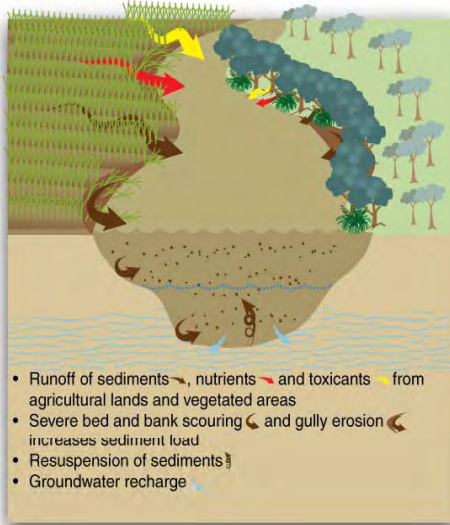 • Runoff of sediments , nutrients and toxicants from
agricultural lands and vegetated areas
• Severe bed and bank scouring and gully erosion
increases sediment load
• Resuspension of sediments
• Groundwater recharge